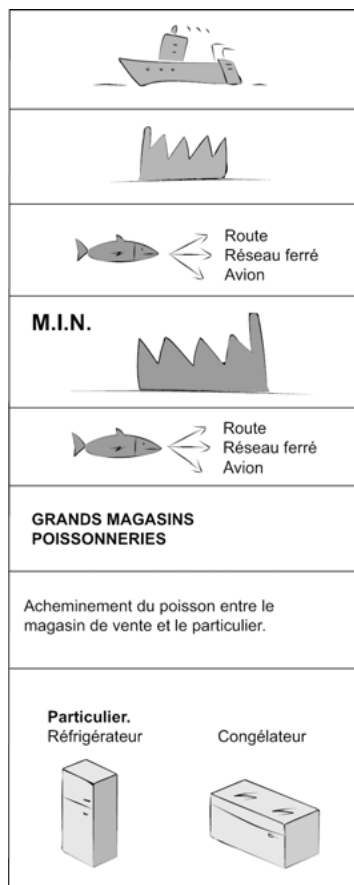 Route
Réseau ferré
Avion
M.I.N.
Route
Réseau ferré
Avion
GRANDS MAGASINS
POISSONNERIES
Acheminement du poisson entre le
magasin de vente et le particulier.
Particulier.
Réfrigérateur
Congélateur